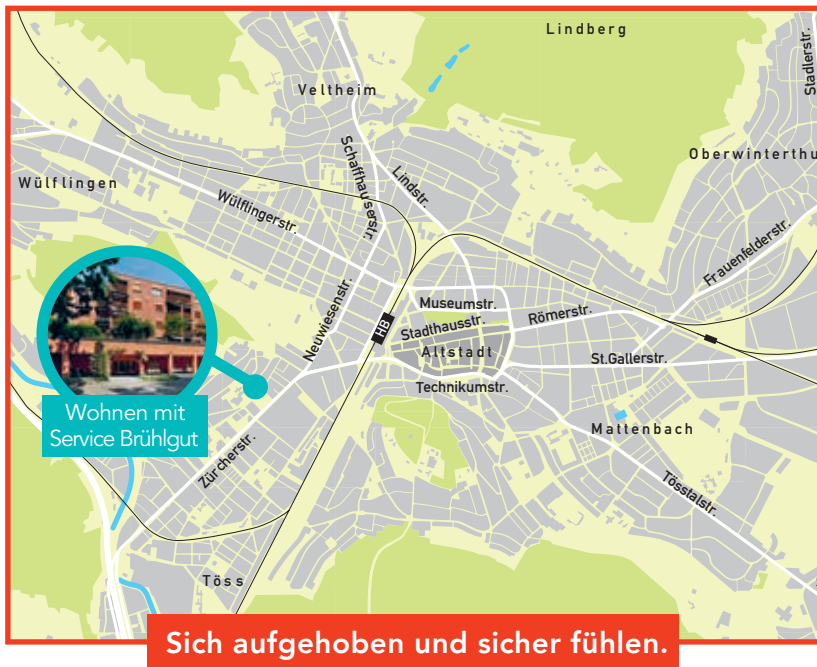 Lindberg
Stadlerstr.
Veltheim
Schaffhauserstr.
Oberwinterthu
Lindstr.
Wülflingen
Wülflingerstr.
Frauenfelderstr.
Neuwiesenstr.
Museumstr.
HB
Stadthausstr.
Römerstr.
Altstadt
St.Gallerstr.
Technikumstr.
Wohnen mit
Service Brühlgut
Mattenbach
Zürcherstr.
Tösstalstr.
Töss
Sich aufgehoben und sicher fühlen.